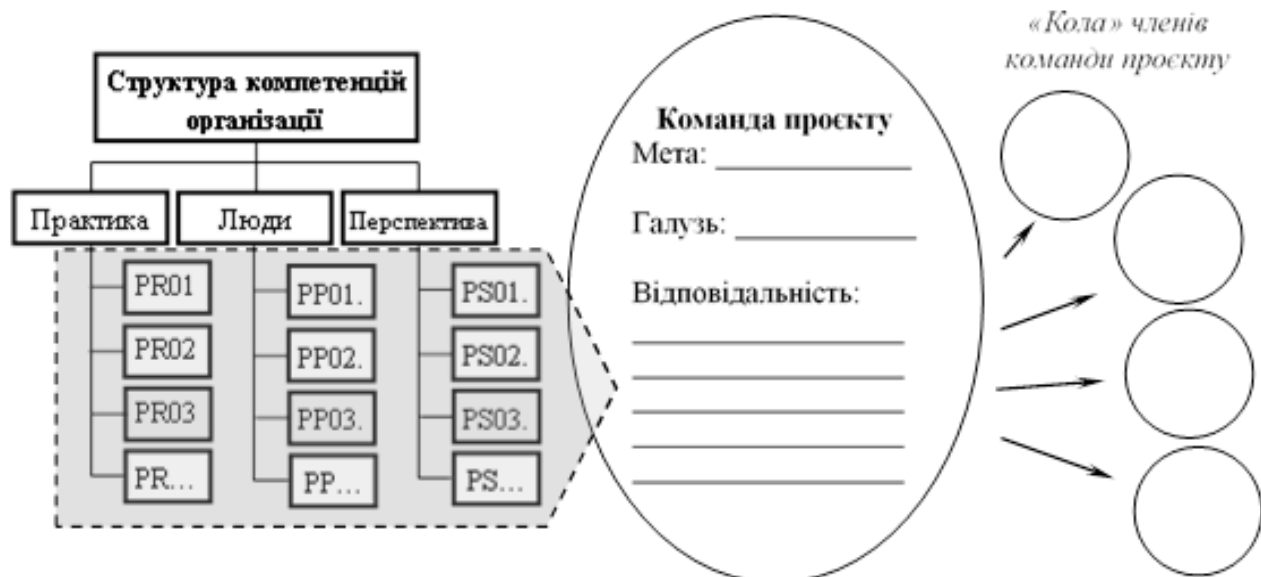 Структура компетенцій
організації
Практика
Люди
Перспектива
PR01
PR02
PR03
PR...
PP01.
PP02.
PP03.
PP...
PS01.
PS02.
PS03.
PS...
Команда проєкту
Мета:
Галузь:
Відповідальність:
«Кола» членів
команди проєкту